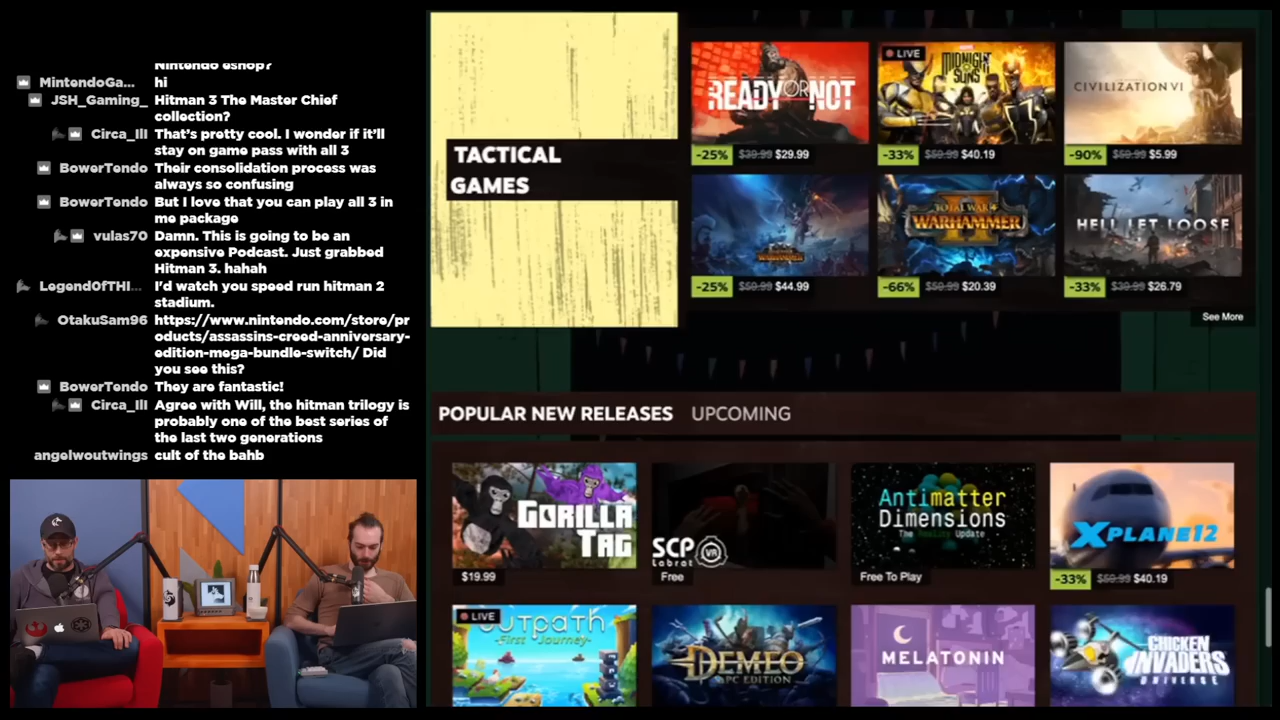 Nintendo eshop?
MintendoGa... hi
JSH_Gaming_ Hitman 3 The Master Chief
collection?
Circa_III That's pretty cool. I wonder if it'll
stay on game pass with all 3
BowerTendo Their consolidation process was
always so confusing
BowerTendo But I love that you can play all 3 in
me package
vulas70 Damn. This is going to be an
expensive Podcast. Just grabbed
Hitman 3. hahah
LegendOfTHI... I'd watch you speed run hitman 2
stadium.
OtakuSam96 https://www.nintendo.com/store/pr
oducts/assassins-creed-anniversary-
edition-mega-bundle-switch/ Did
you see this?
BowerTendo They are fantastic!
Circa_III Agree with Will, the hitman trilogy is
probably one of the best series of
the last two generations
angelwoutwings cult of the bahb
TACTICAL
GAMES
READY OR NOT
-25% $39.99 $29.99
LIVE
MARVEL
MIDNIGHT
SUNS
-33% $59.99 $40.19
CIVILIZATION VI
-90% $59.99 $5.99
WARHAMMER
-25% $59.99 $44.99
TOTAL WAR
WARHAMMER
II
-66% $59.99 $20.39
HELL LET LOOSE
-33% $39.99 $26.79
See More
POPULAR NEW RELEASES UPCOMING
GORILLA
TAG
$19.99
SCP VR
Labrat
Free
Antimatter
Dimensions
The Reality Update
Free To Play
X PLANE 12
-33% $59.99 $40.19
LIVE
Outpath
First Journey
DEMEO
PC EDITION
MELATONIN
CHICKEN
INVADERS
UNIVERSE